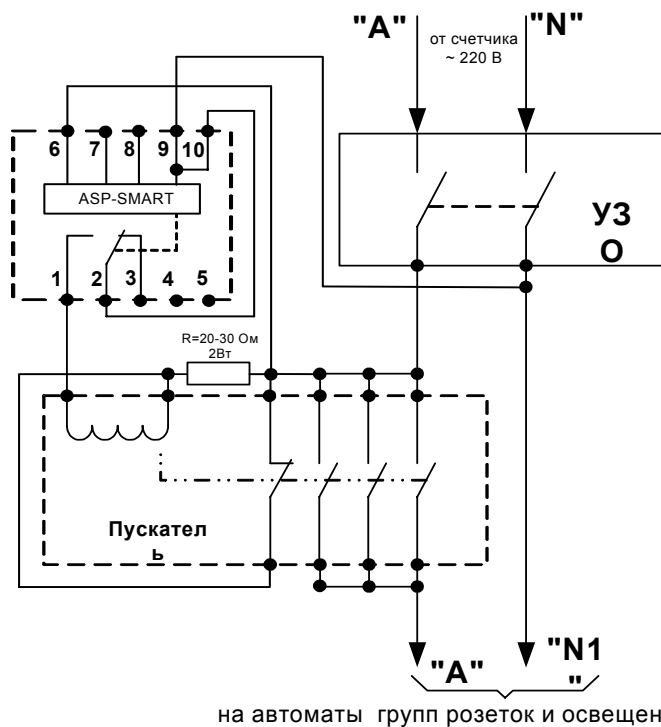 "A"
"N"
от счетчика
~ 220 В
6
7
8
9
10
ASP-SMART
УЗ
О
1
2
3
4
5
R=20-30 Ом
2Вт
Пускател
ь
"A"
"N1
"
на автоматы групп розеток и освещен